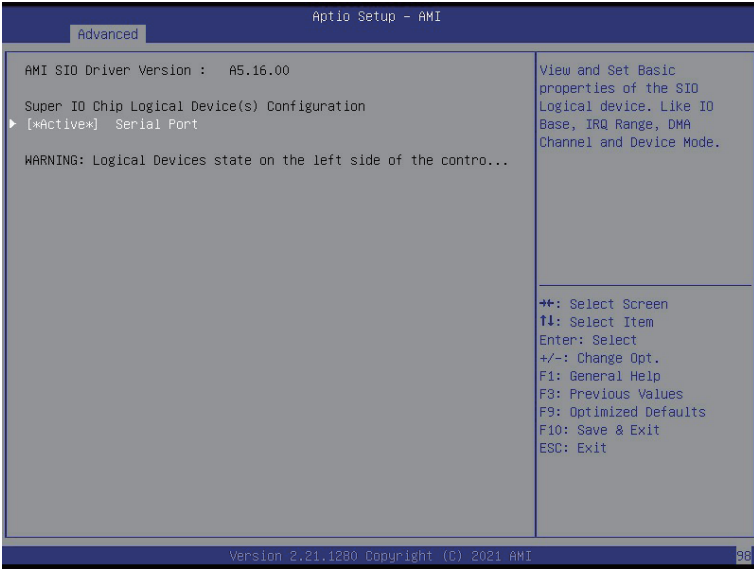 Aptio Setup – AMI
Advanced
AMI SIO Driver Version : A5.16.00
Super IO Chip Logical Device(s) Configuration
[*Active*] Serial Port
WARNING: Logical Devices state on the left side of the contro...
View and Set Basic
properties of the SIO
Logical device. Like IO
Base, IRQ Range, DMA
Channel and Device Mode.
→←: Select Screen
↑↓: Select Item
Enter: Select
+/-: Change Opt.
F1: General Help
F3: Previous Values
F9: Optimized Defaults
F10: Save & Exit
ESC: Exit
Version 2.21.1280 Copyright (C) 2021 AMI
98